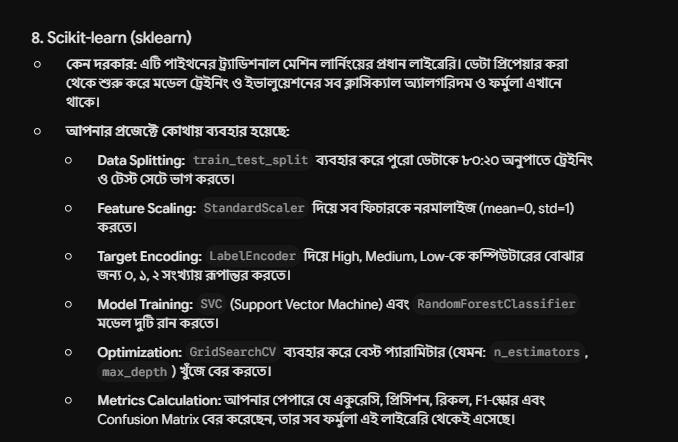 8. Scikit-learn (sklearn)
কেন দরকার: এটি পাইথনের ট্র্যাডিশনাল মেশিন লার্নিংয়ের প্রধান লাইব্রেরি। ডেটা প্রিপেয়ার করা
থেকে শুরু করে মডেল ট্রেইনিং ও ইভালুয়েশনের সব ক্লাসিক্যাল অ্যালগরিদম ও ফর্মুলা এখানে
থাকে।
আপনার প্রজেক্টে কোথায় ব্যবহার হয়েছে:
Data Splitting: train_test_split ব্যবহার করে পুরো ডেটাকে ৮০:২০ অনুপাতে ট্রেইনিং
ও টেস্ট সেটে ভাগ করতে।
Feature Scaling: StandardScaler দিয়ে সব ফিচারকে নরমালাইজ (mean=0, std=1)
করতে।
Target Encoding: LabelEncoder দিয়ে High, Medium, Low-কে কম্পিউটারের বোঝার
জন্য ০, ১, ২ সংখ্যায় রূপান্তর করতে।
Model Training: SVC (Support Vector Machine) এবং RandomForestClassifier
মডেল দুটি রান করতে।
Optimization: GridSearchCV ব্যবহার করে বেস্ট প্যারামিটার (যেমন: n_estimators ,
max_depth ) খুঁজে বের করতে।
Metrics Calculation: আপনার পেপারে যে একুরেসি, প্রিসিশন, রিকল, F1-স্কোর এবং
Confusion Matrix বের করেছেন, তার সব ফর্মুলা এই লাইব্রেরি থেকেই এসেছে।